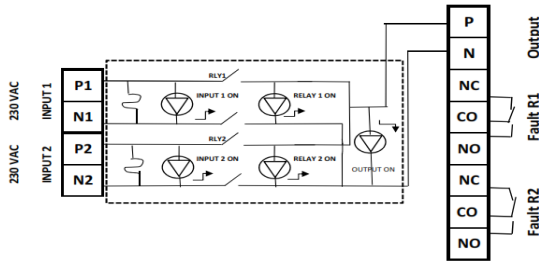 230 VAC
INPUT 1
P1
N1
230 VAC
INPUT 2
P2
N2
RLY1
INPUT 1 ON
RELAY 1 ON
RLY2
INPUT 2 ON
RELAY 2 ON
OUTPUT ON
P
N
NC
CO
NO
NC
CO
NO
Output
Fault R1
Fault R2